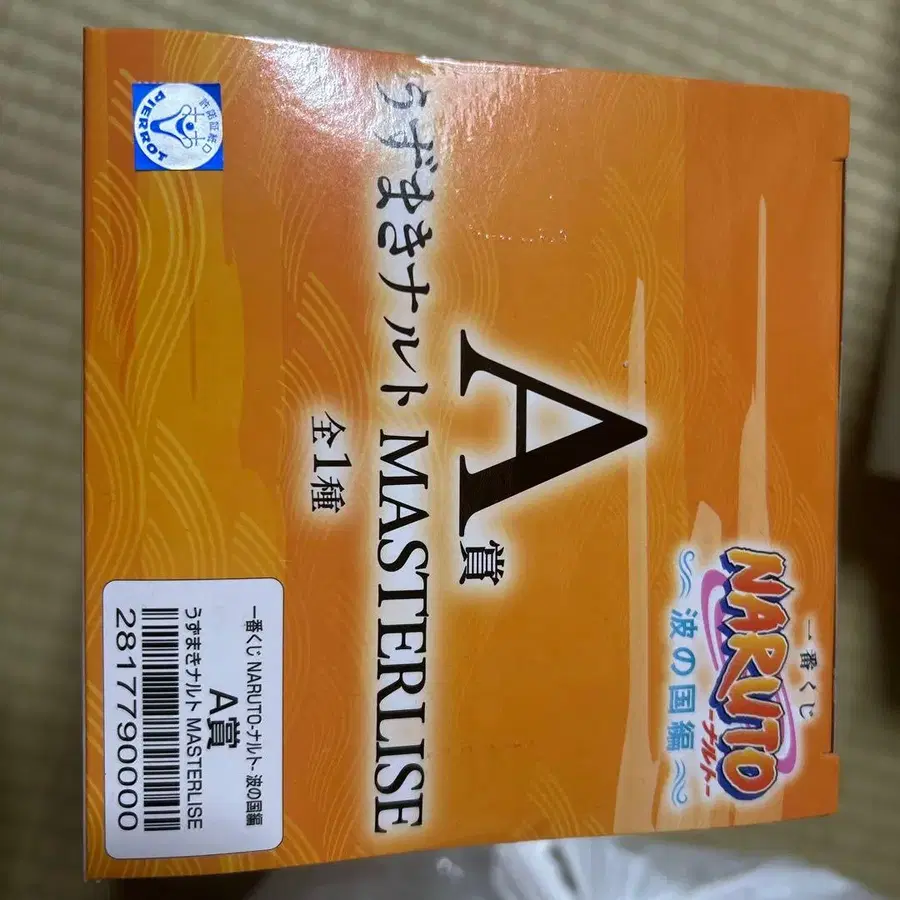 一番くじ
NARUTO
-ナルト-
～波の国編～
A賞
うずまきナルト MASTERLISE
全1種
許諾証紙
PIERROT
一番くじ NARUTO-ナルト- 波の国編
A賞
うずまきナルト MASTERLISE
2817790000